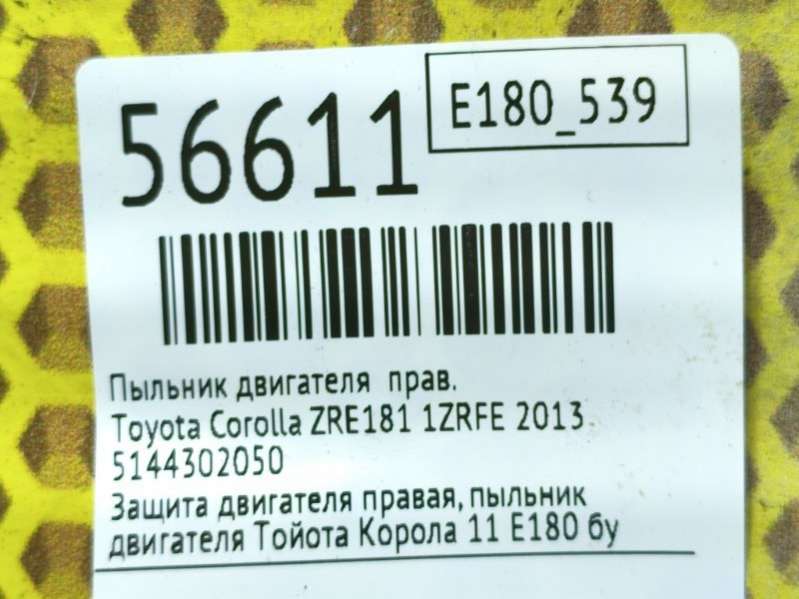 56611
E180_539
Пыльник двигателя прав.
Toyota Corolla ZRE181 1ZRFE 2013
5144302050
Защита двигателя правая, пыльник
двигателя Тойота Корола 11 E180 бу